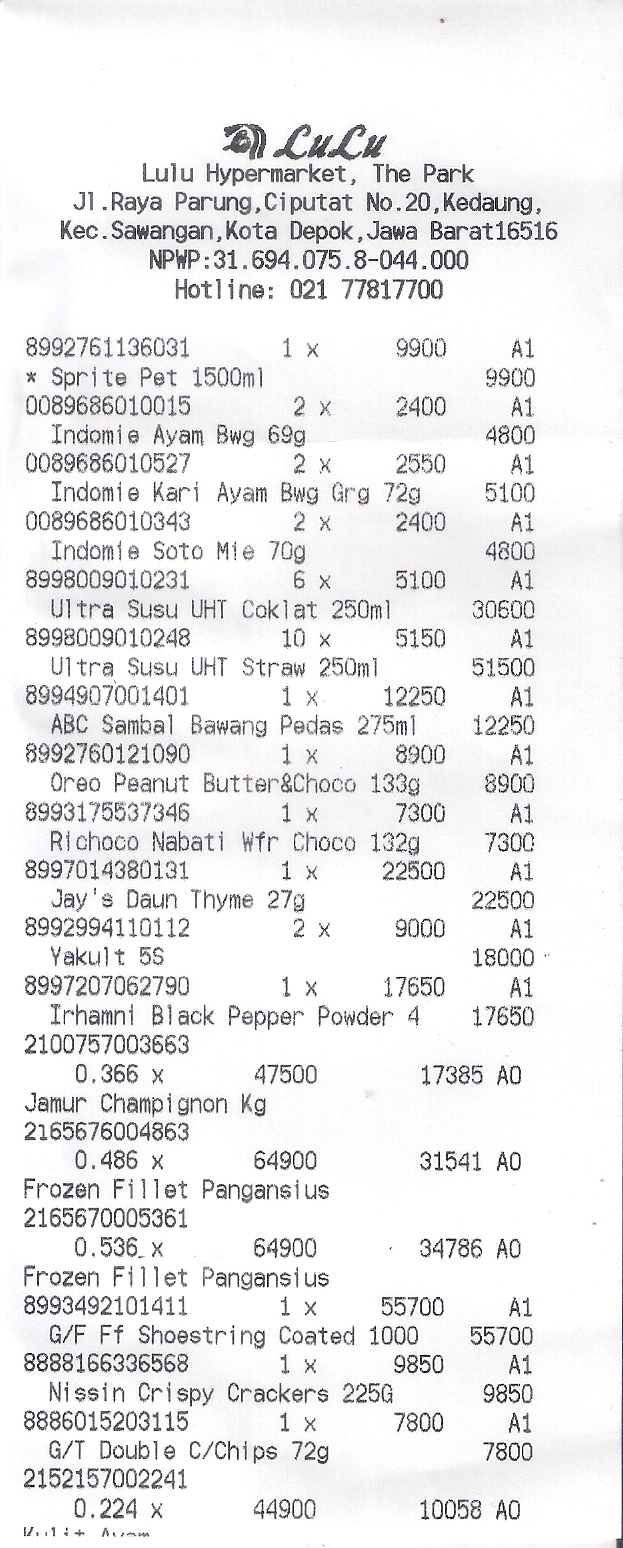 LuLu
Lulu Hypermarket, The Park
Jl.Raya Parung,Ciputat No.20,Kedaung,
Kec.Sawangan,Kota Depok,Jawa Barat16516
NPWP:31.694.075.8-044.000
Hotline: 021 77817700
8992761136031 1 x 9900 A1
* Sprite Pet 1500ml 9900
0089686010015 2 x 2400 A1
Indomie Ayam Bwg 69g 4800
0089686010527 2 x 2550 A1
Indomie Kari Ayam Bwg Grg 72g 5100
0089686010343 2 x 2400 A1
Indomie Soto Mie 70g 4800
8998009010231 6 x 5100 A1
Ultra Susu UHT Coklat 250ml 30600
8998009010248 10 x 5150 A1
Ultra Susu UHT Straw 250ml 51500
8994907001401 1 x 12250 A1
ABC Sambal Bawang Pedas 275ml 12250
8992760121090 1 x 8900 A1
Oreo Peanut Butter&Choco 133g 8900
8993175537346 1 x 7300 A1
Richoco Nabati Wfr Choco 132g 7300
8997014380131 1 x 22500 A1
Jay's Daun Thyme 27g 22500
8992994110112 2 x 9000 A1
Yakult 5S 18000
8997207062790 1 x 17650 A1
Irhamni Black Pepper Powder 4 17650
2100757003663
0.366 x 47500 17385 A0
Jamur Champignon Kg
2165676004863
0.486 x 64900 31541 A0
Frozen Fillet Pangansius
2165670005361
0.536 x 64900 34786 A0
Frozen Fillet Pangansius
8993492101411 1 x 55700 A1
G/F Ff Shoestring Coated 1000 55700
8888166336568 1 x 9850 A1
Nissin Crispy Crackers 225G 9850
8886015203115 1 x 7800 A1
G/T Double C/Chips 72g 7800
2152157002241
0.224 x 44900 10058 A0
Kulit Ayam